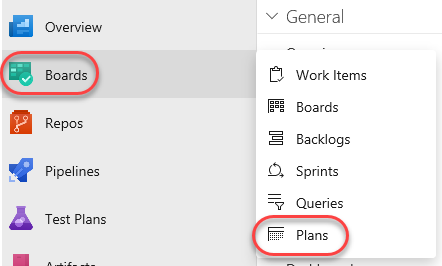 Overview
Boards
Repos
Pipelines
Test Plans
General
Work Items
Boards
Backlogs
Sprints
Queries
Plans